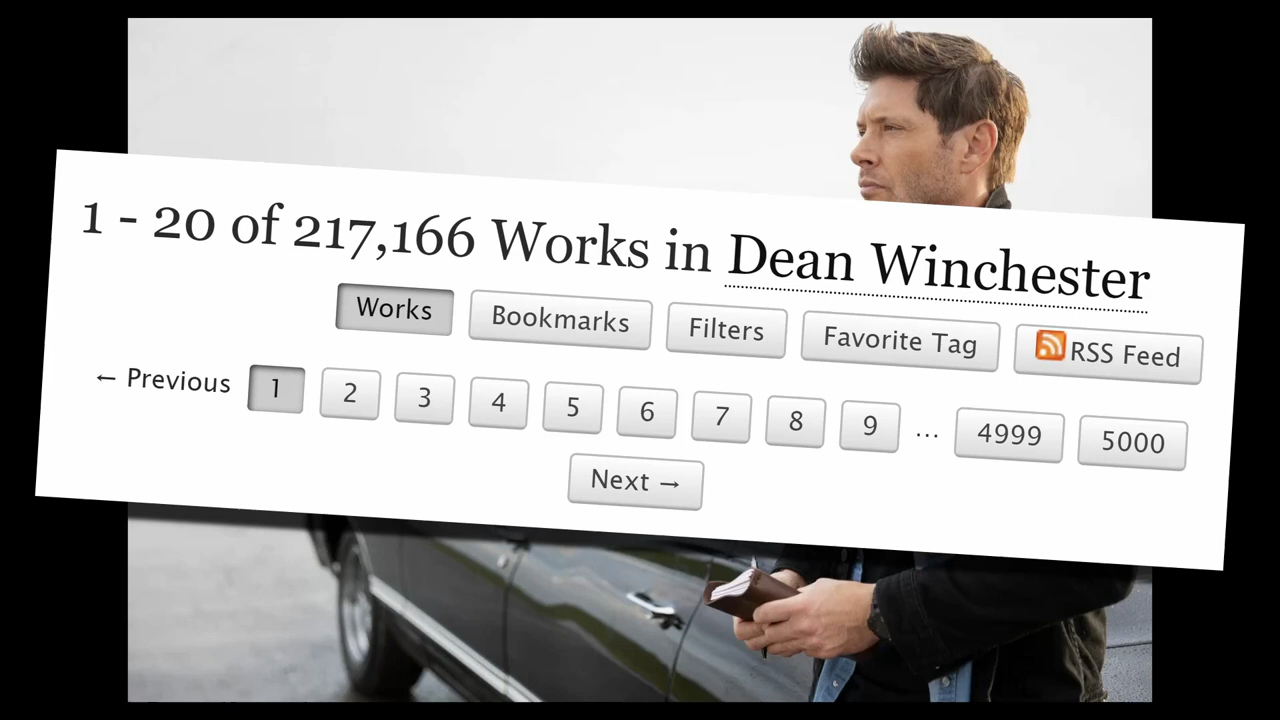 1 - 20 of 217,166 Works in Dean Winchester
Works Bookmarks Filters Favorite Tag RSS Feed
← Previous 1 2 3 4 5 6 7 8 9 ... 4999 5000
Next →